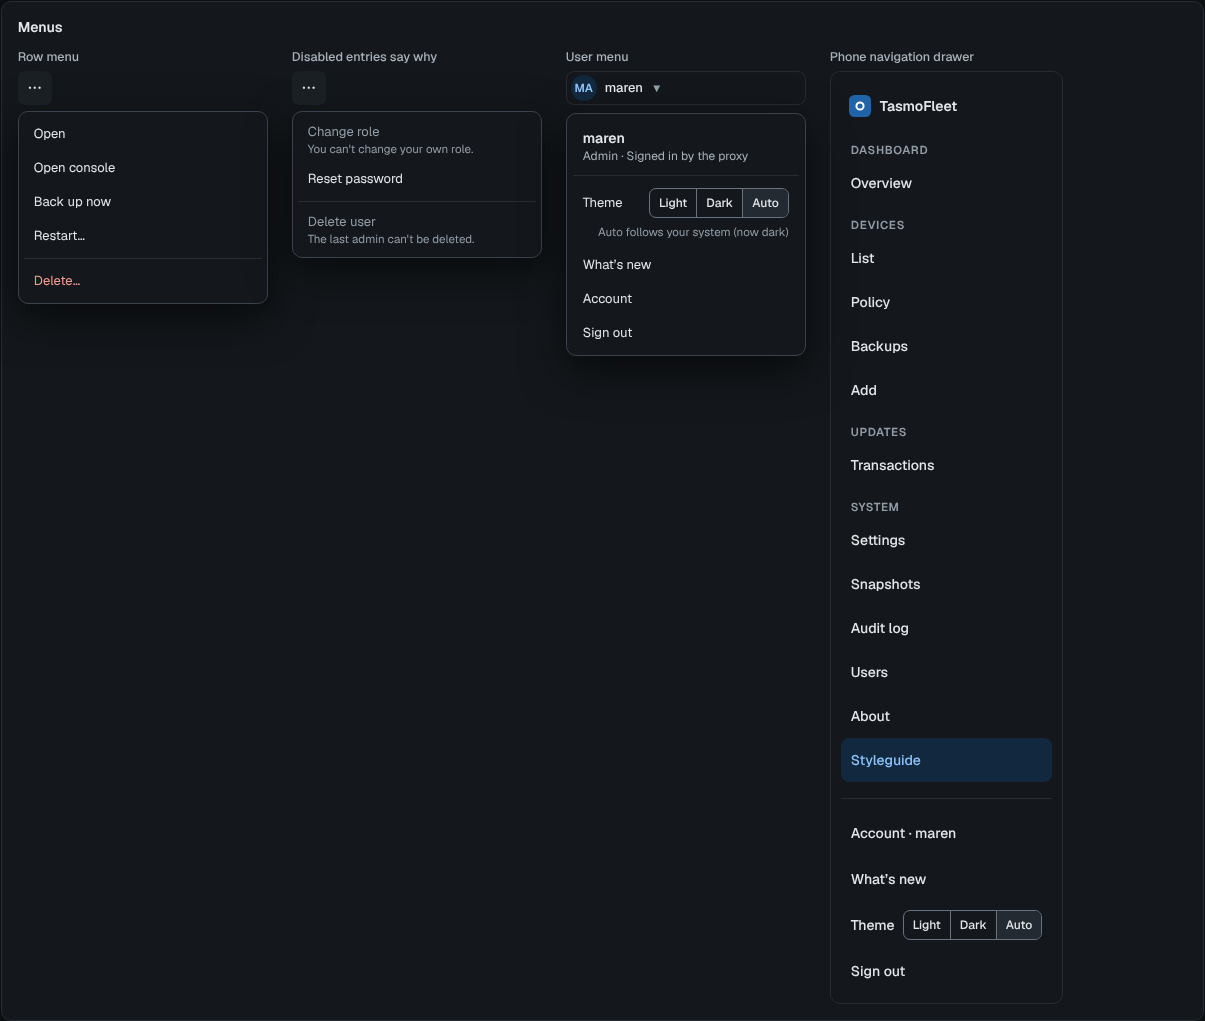 Menus
Row menu
...
Open
Open console
Back up now
Restart...
Delete...
Disabled entries say why
...
Change role
You can't change your own role.
Reset password
Delete user
The last admin can't be deleted.
User menu
MA maren ▾
maren
Admin · Signed in by the proxy
Theme Light Dark Auto
Auto follows your system (now dark)
What's new
Account
Sign out
Phone navigation drawer
TasmoFleet
DASHBOARD
Overview
DEVICES
List
Policy
Backups
Add
UPDATES
Transactions
SYSTEM
Settings
Snapshots
Audit log
Users
About
Styleguide
Account · maren
What's new
Theme Light Dark Auto
Sign out